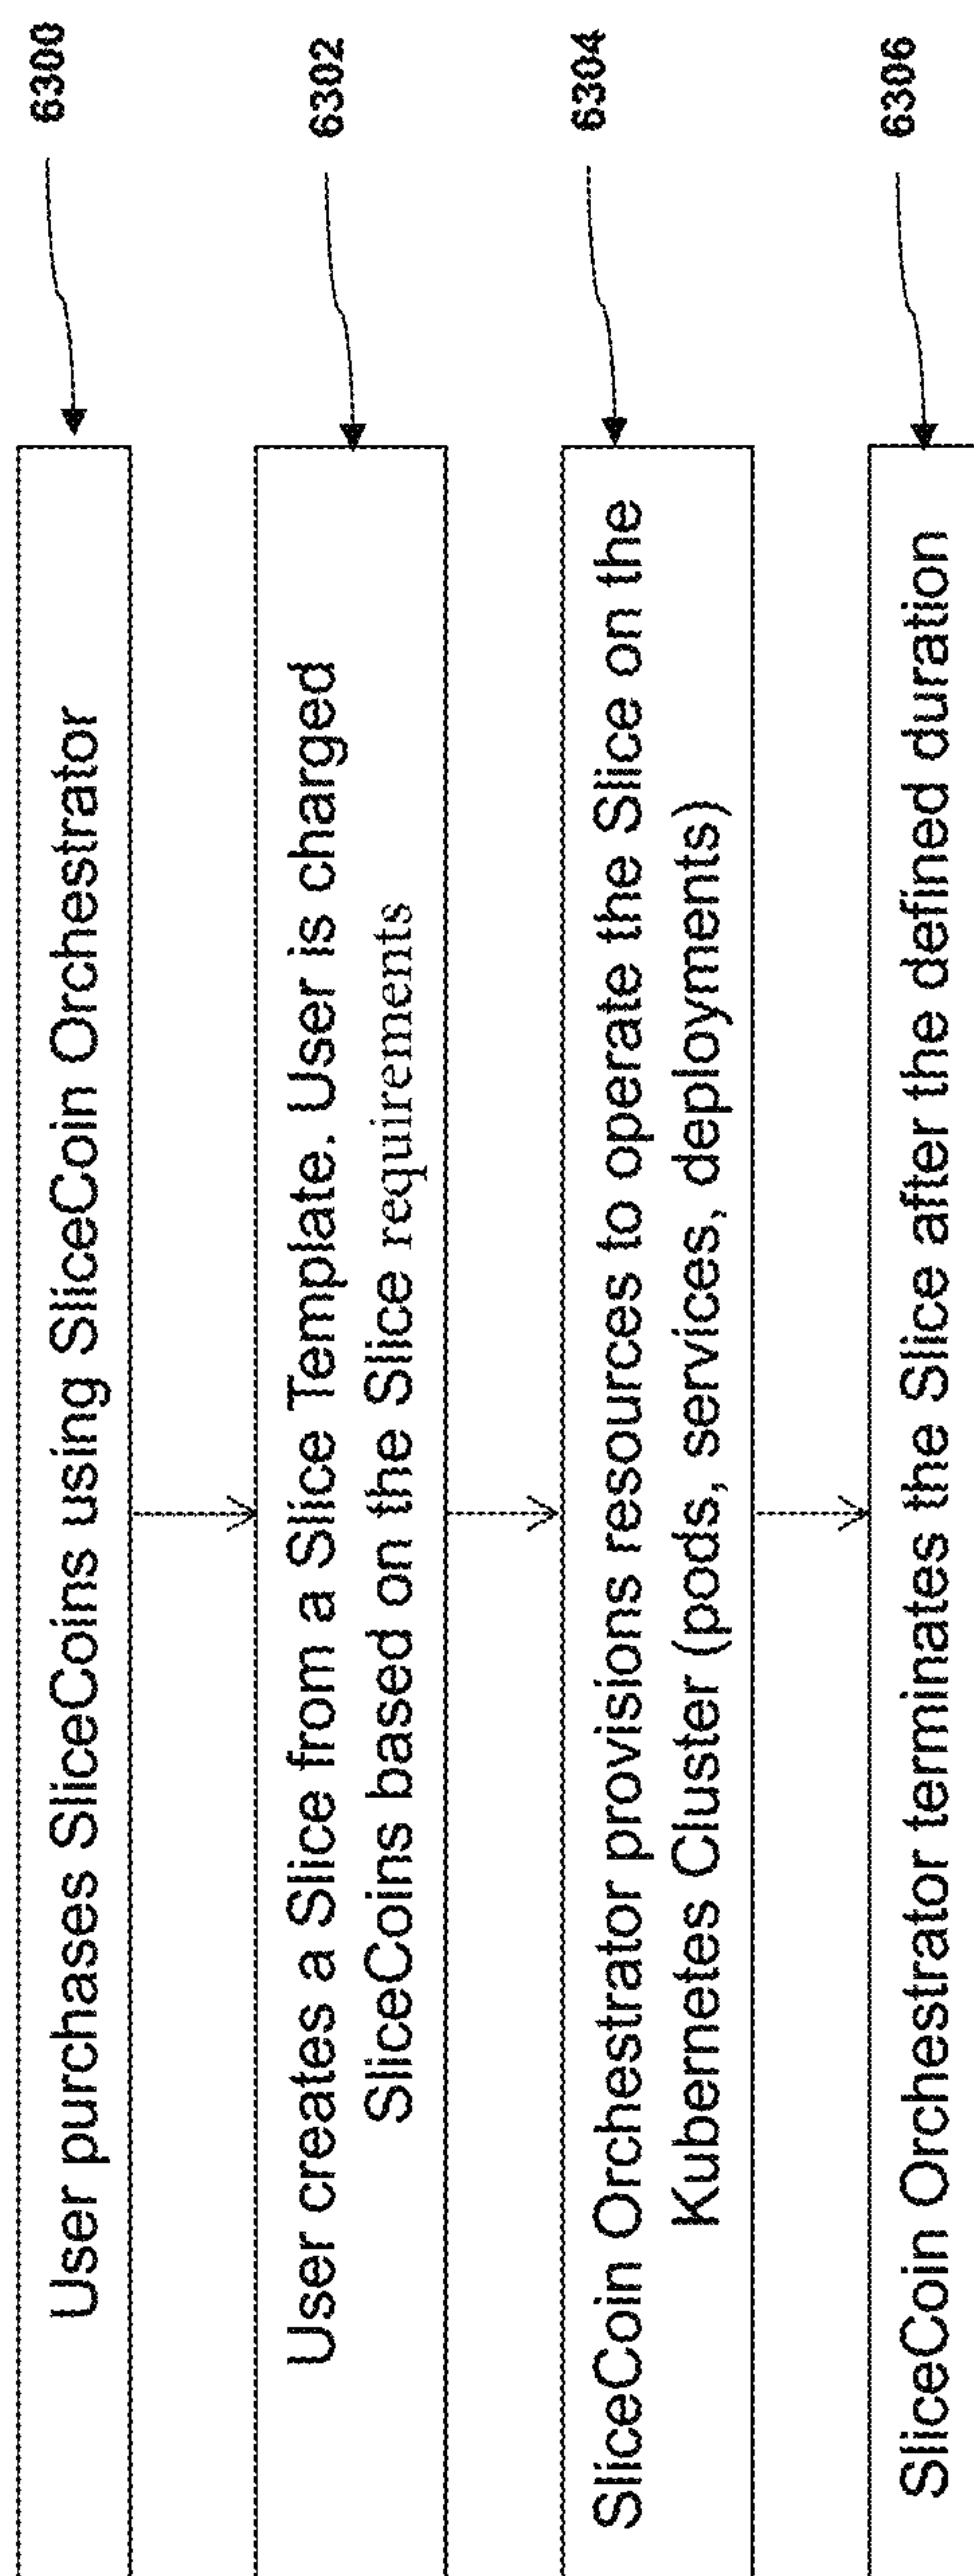 User purchases SliceCoins using SliceCoin Orchestrator
6300
User creates a Slice from a Slice Template. User is charged
SliceCoins based on the Slice requirements
6302
SliceCoin Orchestrator provisions resources to operate the Slice on the
Kubernetes Cluster (pods, services, deployments)
6304
SliceCoin Orchestrator terminates the Slice after the defined duration
6306